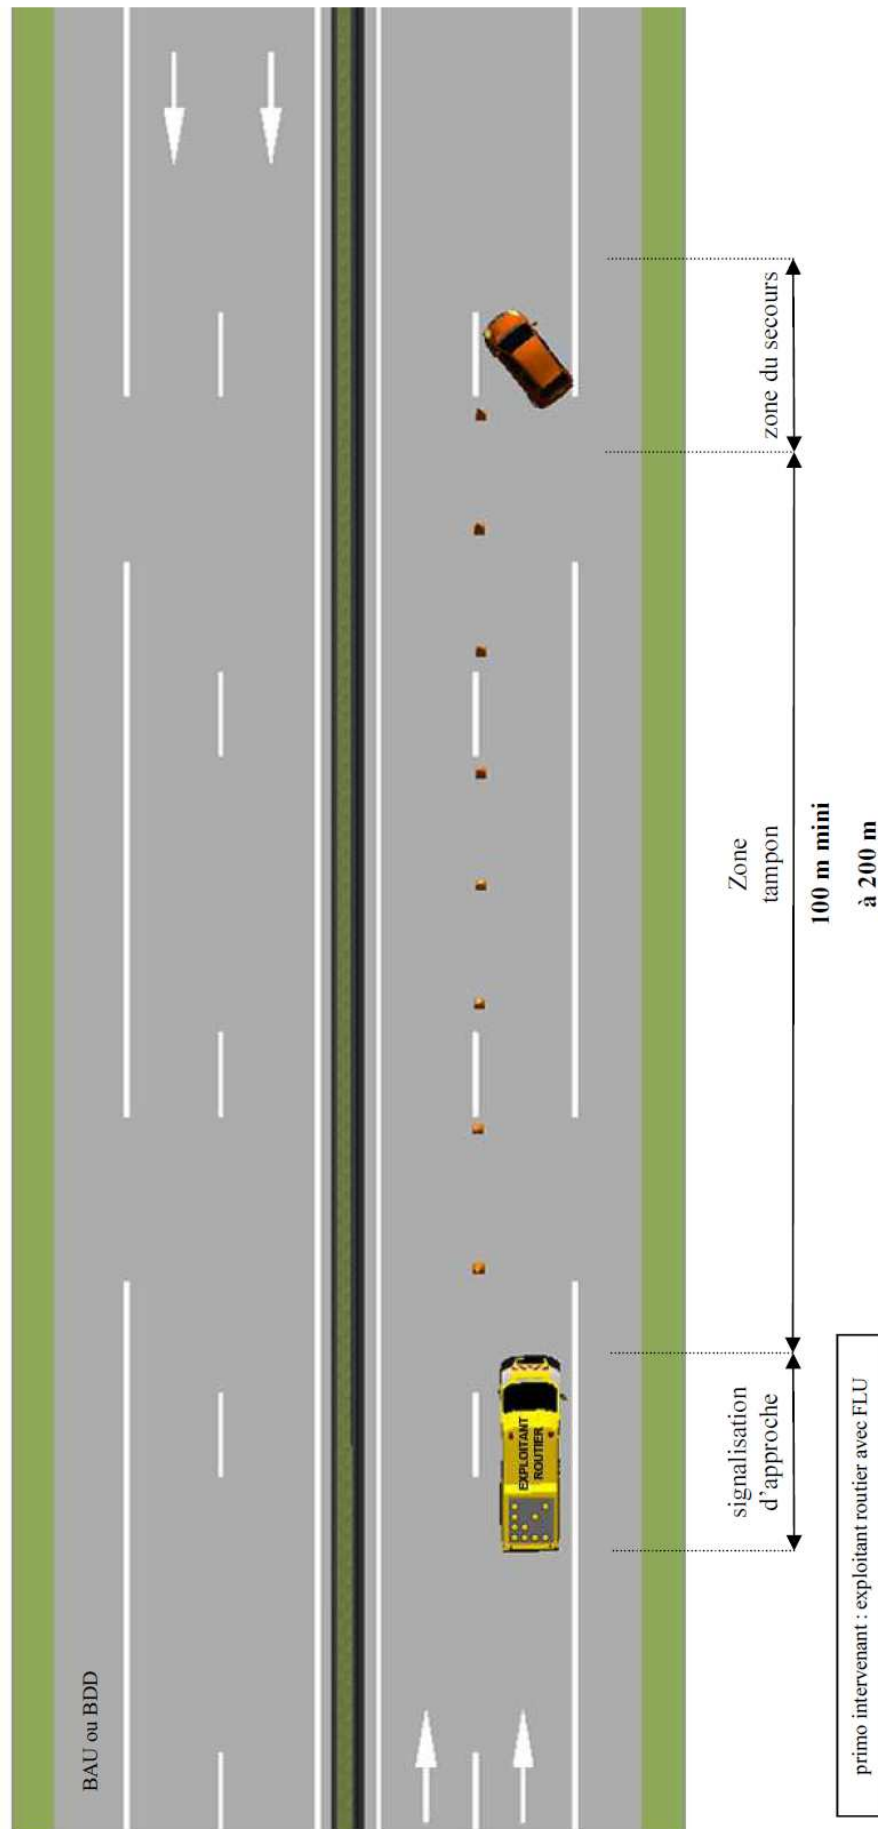 BAU ou BDD
EXPLOITANT
ROUTIER
signalisation
d’approche
Zone
tampon
100 m mini
à 200 m
zone du secours
primo intervenant : exploitant routier avec FLU